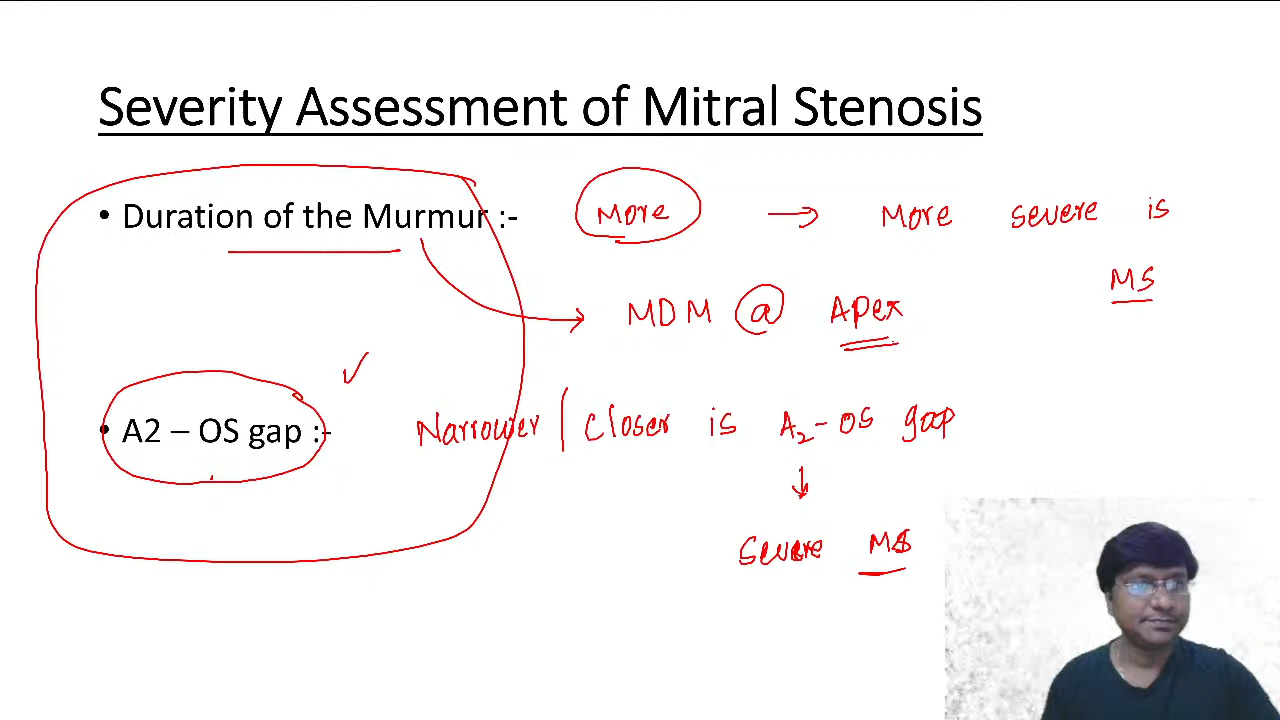 Severity Assessment of Mitral Stenosis
• Duration of the Murmur :- More → More severe is
MS
MDM @ Apex
• A2 – OS gap :- ✓ Narrower | Closer is A2-OS gap
↓
Severe MS